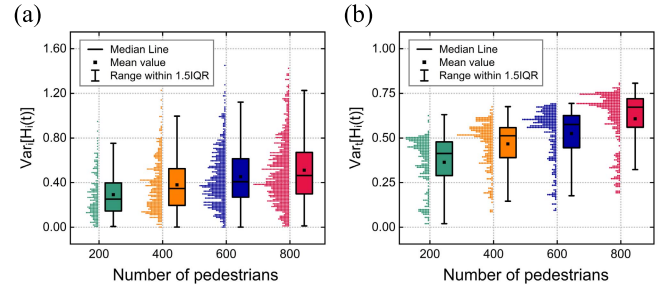 (a)
Var_i[H_i(t)]
1.60
1.20
0.80
0.40
0.00
Median Line
Mean value
Range within 1.5IQR
200 400 600 800
Number of pedestrians
(b)
Var_t[H_i(t)]
1.00
0.75
0.50
0.25
0.00
Median Line
Mean value
Range within 1.5IQR
200 400 600 800
Number of pedestrians